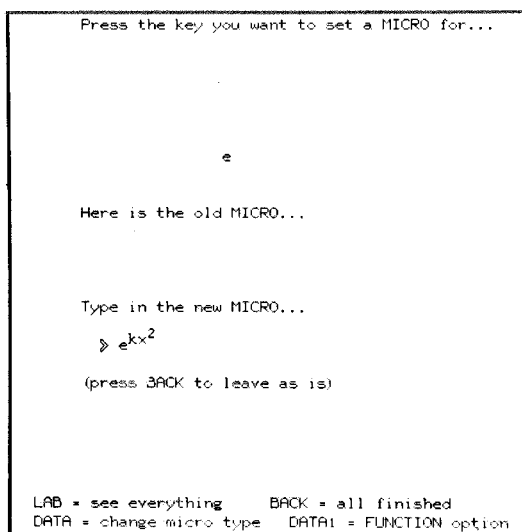 Press the key you want to set a MICRO for...
e
Here is the old MICRO...
Type in the new MICRO...
> e^kx^2
(press BACK to leave as is)
LAB = see everything BACK = all finished
DATA = change micro type DATA1 = FUNCTION option